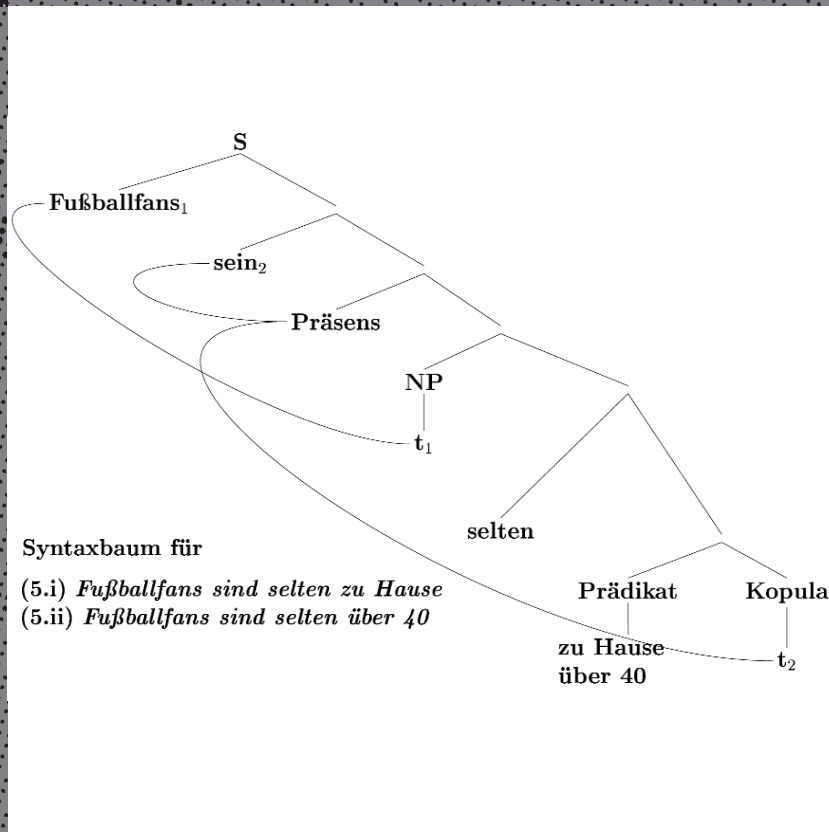 S
Fußballfans₁
sein₂
Präsens
NP
t₁
selten
Syntaxbaum für
(5.i) Fußballfans sind selten zu Hause
(5.ii) Fußballfans sind selten über 40
Prädikat Kopula
zu Hause
über 40
t₂